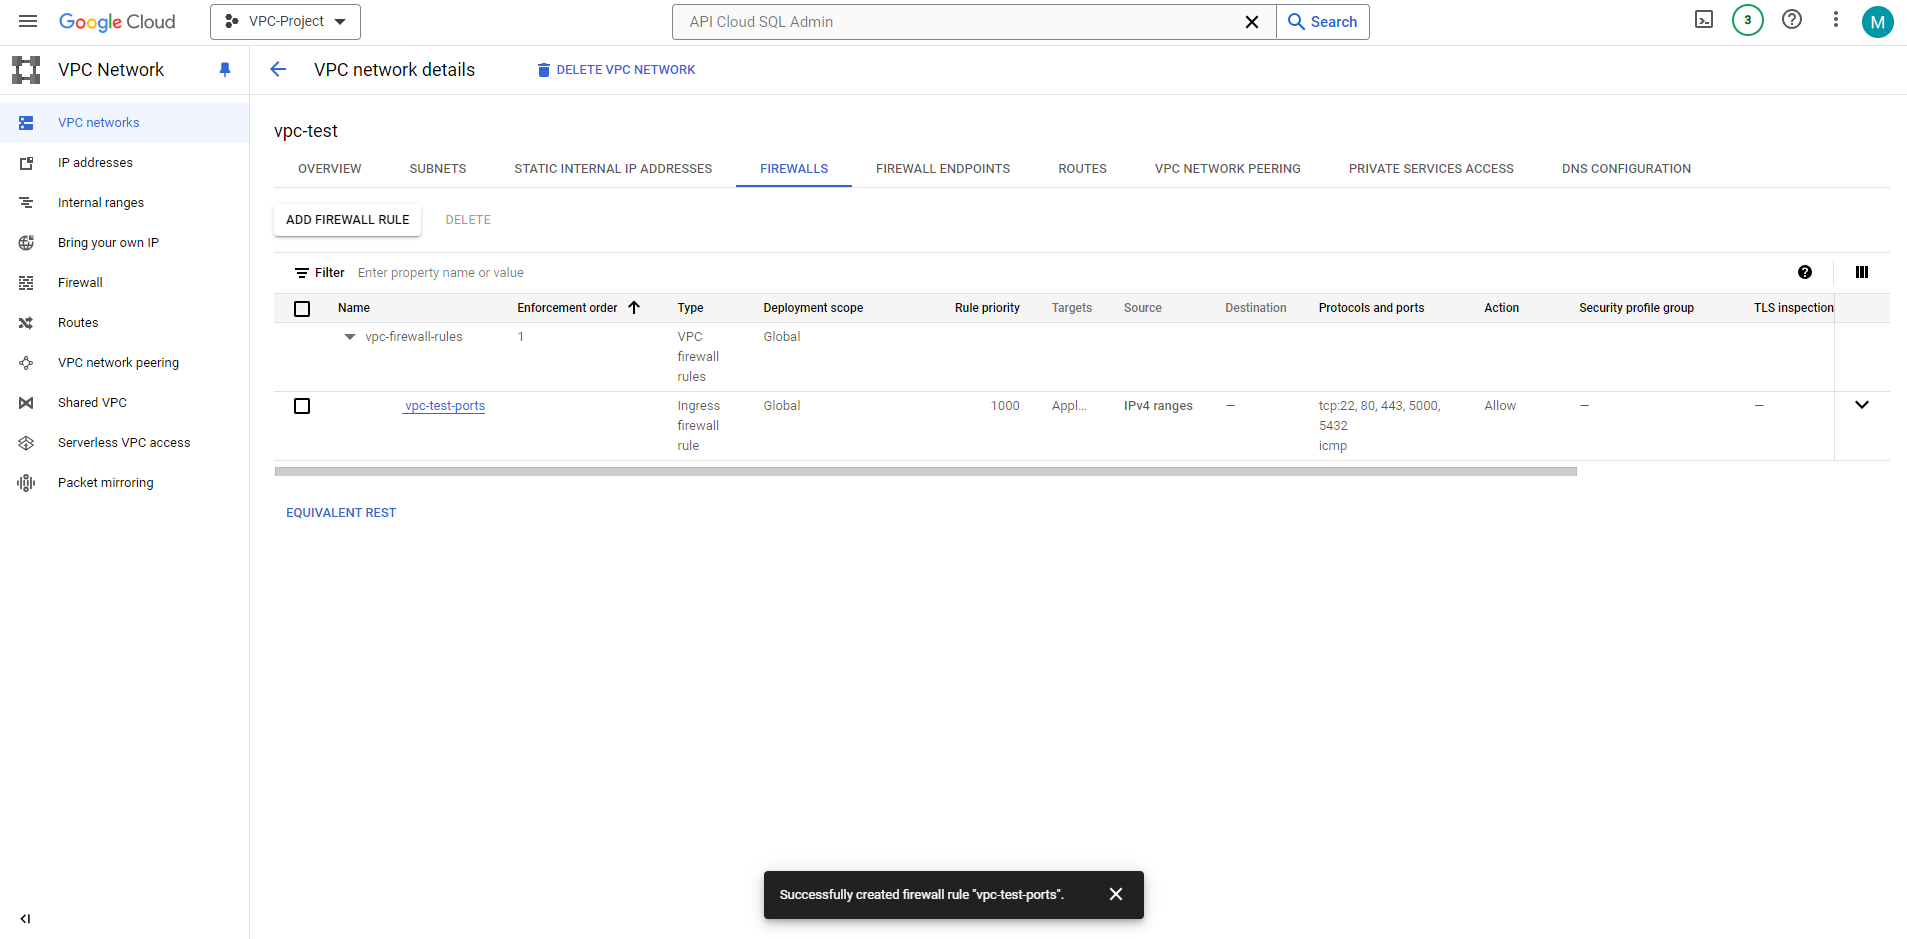 Google Cloud
VPC-Project
API Cloud SQL Admin
Search
3
M
VPC Network
VPC network details
DELETE VPC NETWORK
VPC networks
IP addresses
Internal ranges
Bring your own IP
Firewall
Routes
VPC network peering
Shared VPC
Serverless VPC access
Packet mirroring
vpc-test
OVERVIEW SUBNETS STATIC INTERNAL IP ADDRESSES FIREWALLS FIREWALL ENDPOINTS ROUTES VPC NETWORK PEERING PRIVATE SERVICES ACCESS DNS CONFIGURATION
ADD FIREWALL RULE DELETE
Filter Enter property name or value
Name Enforcement order Type Deployment scope Rule priority Targets Source Destination Protocols and ports Action Security profile group TLS inspection
vpc-firewall-rules 1 VPC Global
firewall
rules
vpc-test-ports Ingress Global 1000 Appl... IPv4 ranges — tcp:22, 80, 443, 5000, Allow — —
firewall 5432
rule icmp
EQUIVALENT REST
Successfully created firewall rule "vpc-test-ports".